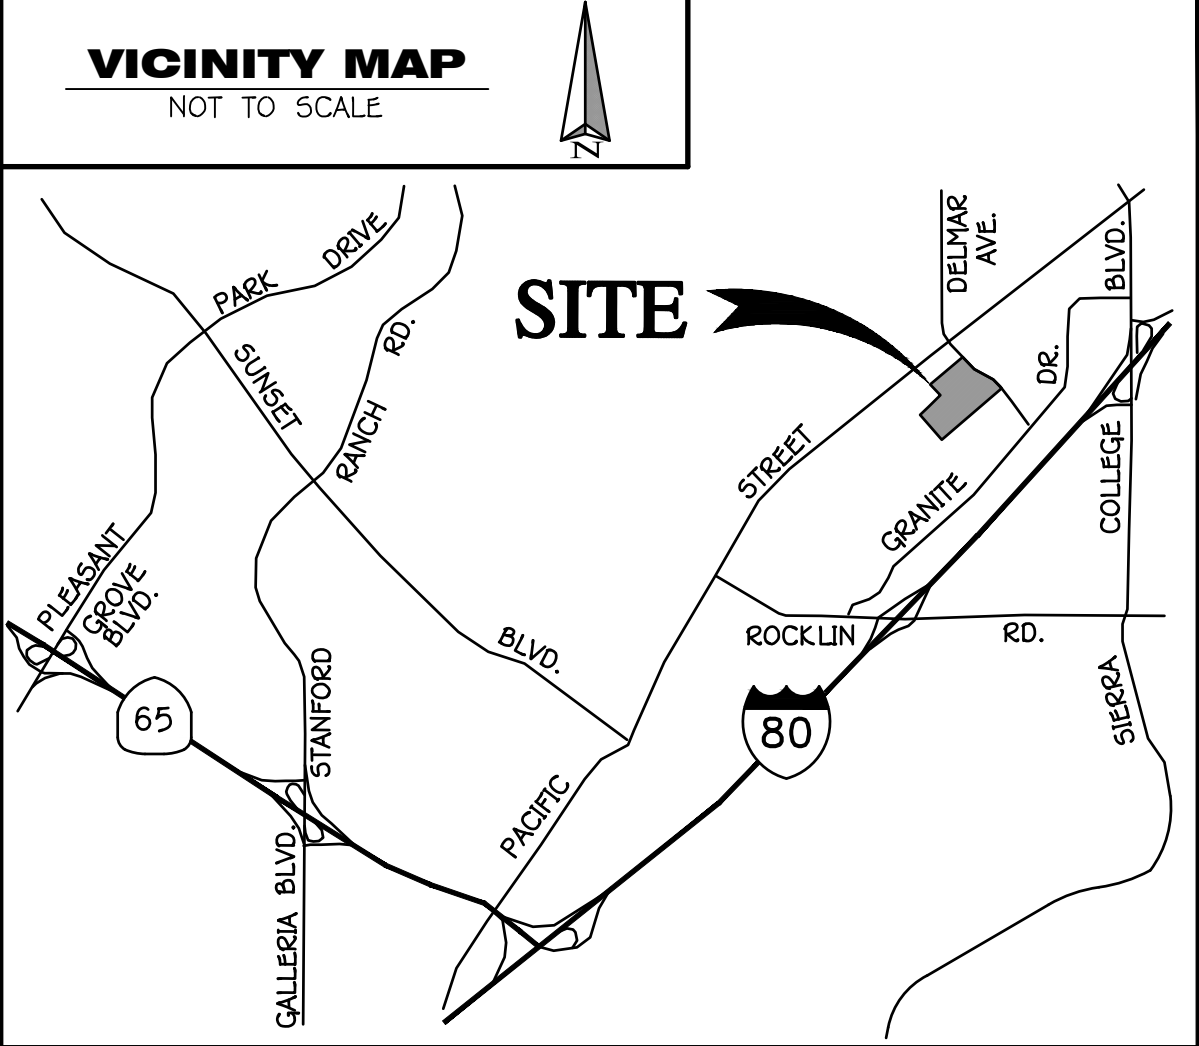 VICINITY MAP
NOT TO SCALE
N
DELMAR
AVE.
PARK DRIVE
BLVD.
SITE
RANCH RD.
SUNSET
DR.
STREET
COLLEGE
GRANITE
PLEASANT
GROVE
BLVD.
ROCKLIN
RD.
BLVD.
STANFORD
SIERRA
65
80
PACIFIC
GALLERIA BLVD.